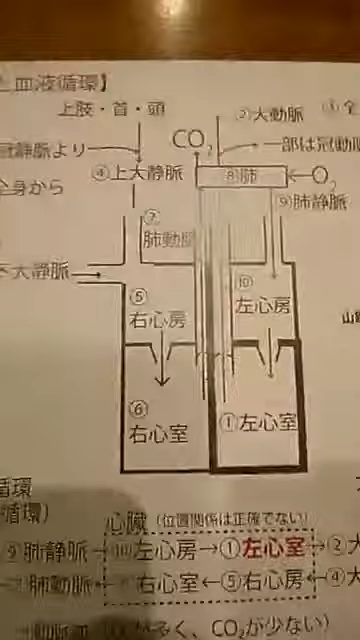 血液循環】
上肢・首・頭
②大動脈
CO₂
一部は冠動脈
冠静脈より
④上大静脈
⑧肺
O₂
全身から
⑨肺静脈
⑦
肺動脈
大静脈
⑤
右心房
⑩
左心房
⑥
右心室
①左心室
循環
循環)
心臓 (位置関係は正確でない)
⑨肺静脈→⑩左心房→①左心室→②大
肺動脈←右心室←⑤右心房←④大
多く、CO₂が少ない)